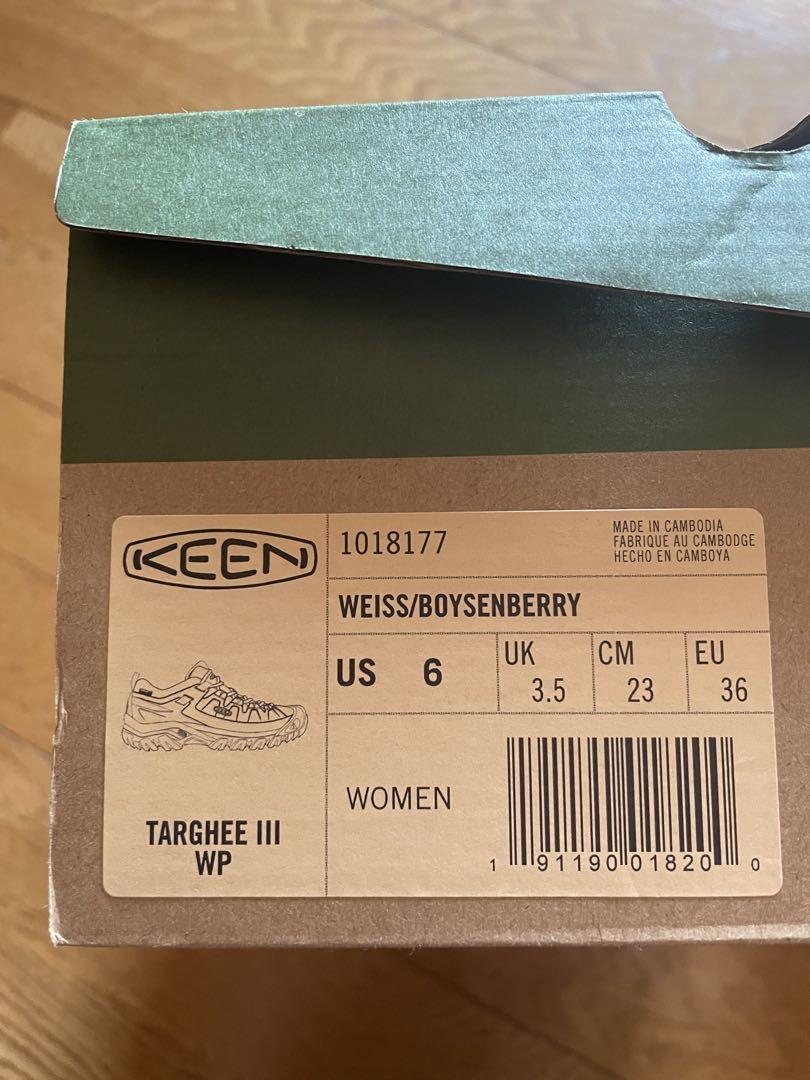 KEEN
1018177
MADE IN CAMBODIA
FABRIQUE AU CAMBODGE
HECHO EN CAMBOYA
WEISS/BOYSENBERRY
US 6
UK 3.5
CM 23
EU 36
WOMEN
TARGHEE III
WP
1 91190 01820 0